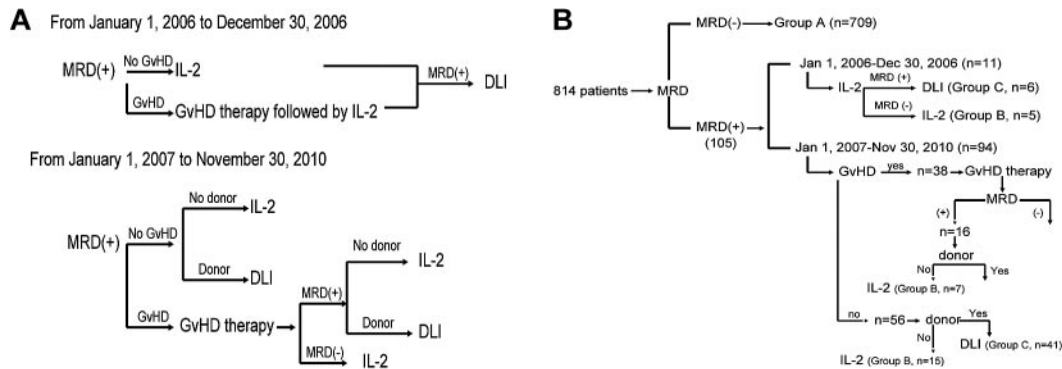 A From January 1, 2006 to December 30, 2006
MRD(+) No GvHD IL-2
GvHD GvHD therapy followed by IL-2
MRD(+) DLI
From January 1, 2007 to November 30, 2010
MRD(+) No GvHD No donor IL-2
Donor DLI
GvHD GvHD therapy MRD(+) No donor IL-2
Donor DLI
MRD(-) IL-2
B
814 patients MRD
MRD(-) Group A (n=709)
MRD(+)
(105)
Jan 1, 2006-Dec 30, 2006 (n=11)
IL-2 MRD (+) DLI (Group C, n=6)
MRD (-) IL-2 (Group B, n=5)
Jan 1, 2007-Nov 30, 2010 (n=94)
GvHD yes n=38 GvHD therapy
MRD
(+) (-)
n=16
donor
No Yes
IL-2 (Group B, n=7)
no n=56 donor Yes
No DLI (Group C, n=41)
IL-2 (Group B, n=15)